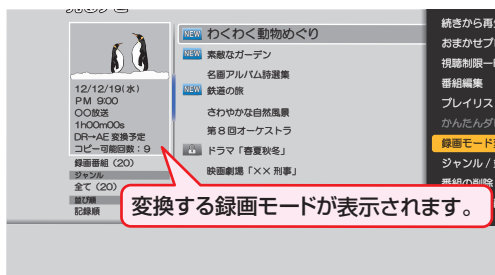 NEW わくわく動物めぐり
NEW 素敵なガーデン
名画アルバム詩選集
NEW 鉄道の旅
さわやかな自然風景
第8回オーケストラ
ドラマ「春夏秋冬」
映画劇場「××刑事」
12/12/19(水)
PM 9:00
○○放送
1h00m00s
DR→AE 変換予定
コピー可能回数：9
録画番組（20）
ジャンル
全て（20）
並び順
記録順
続きから再
おまかせプ
視聴制限一
番組編集
プレイリス
かんたんダ
録画モード
ジャンル/
番組の削除
変換する録画モードが表示されます。